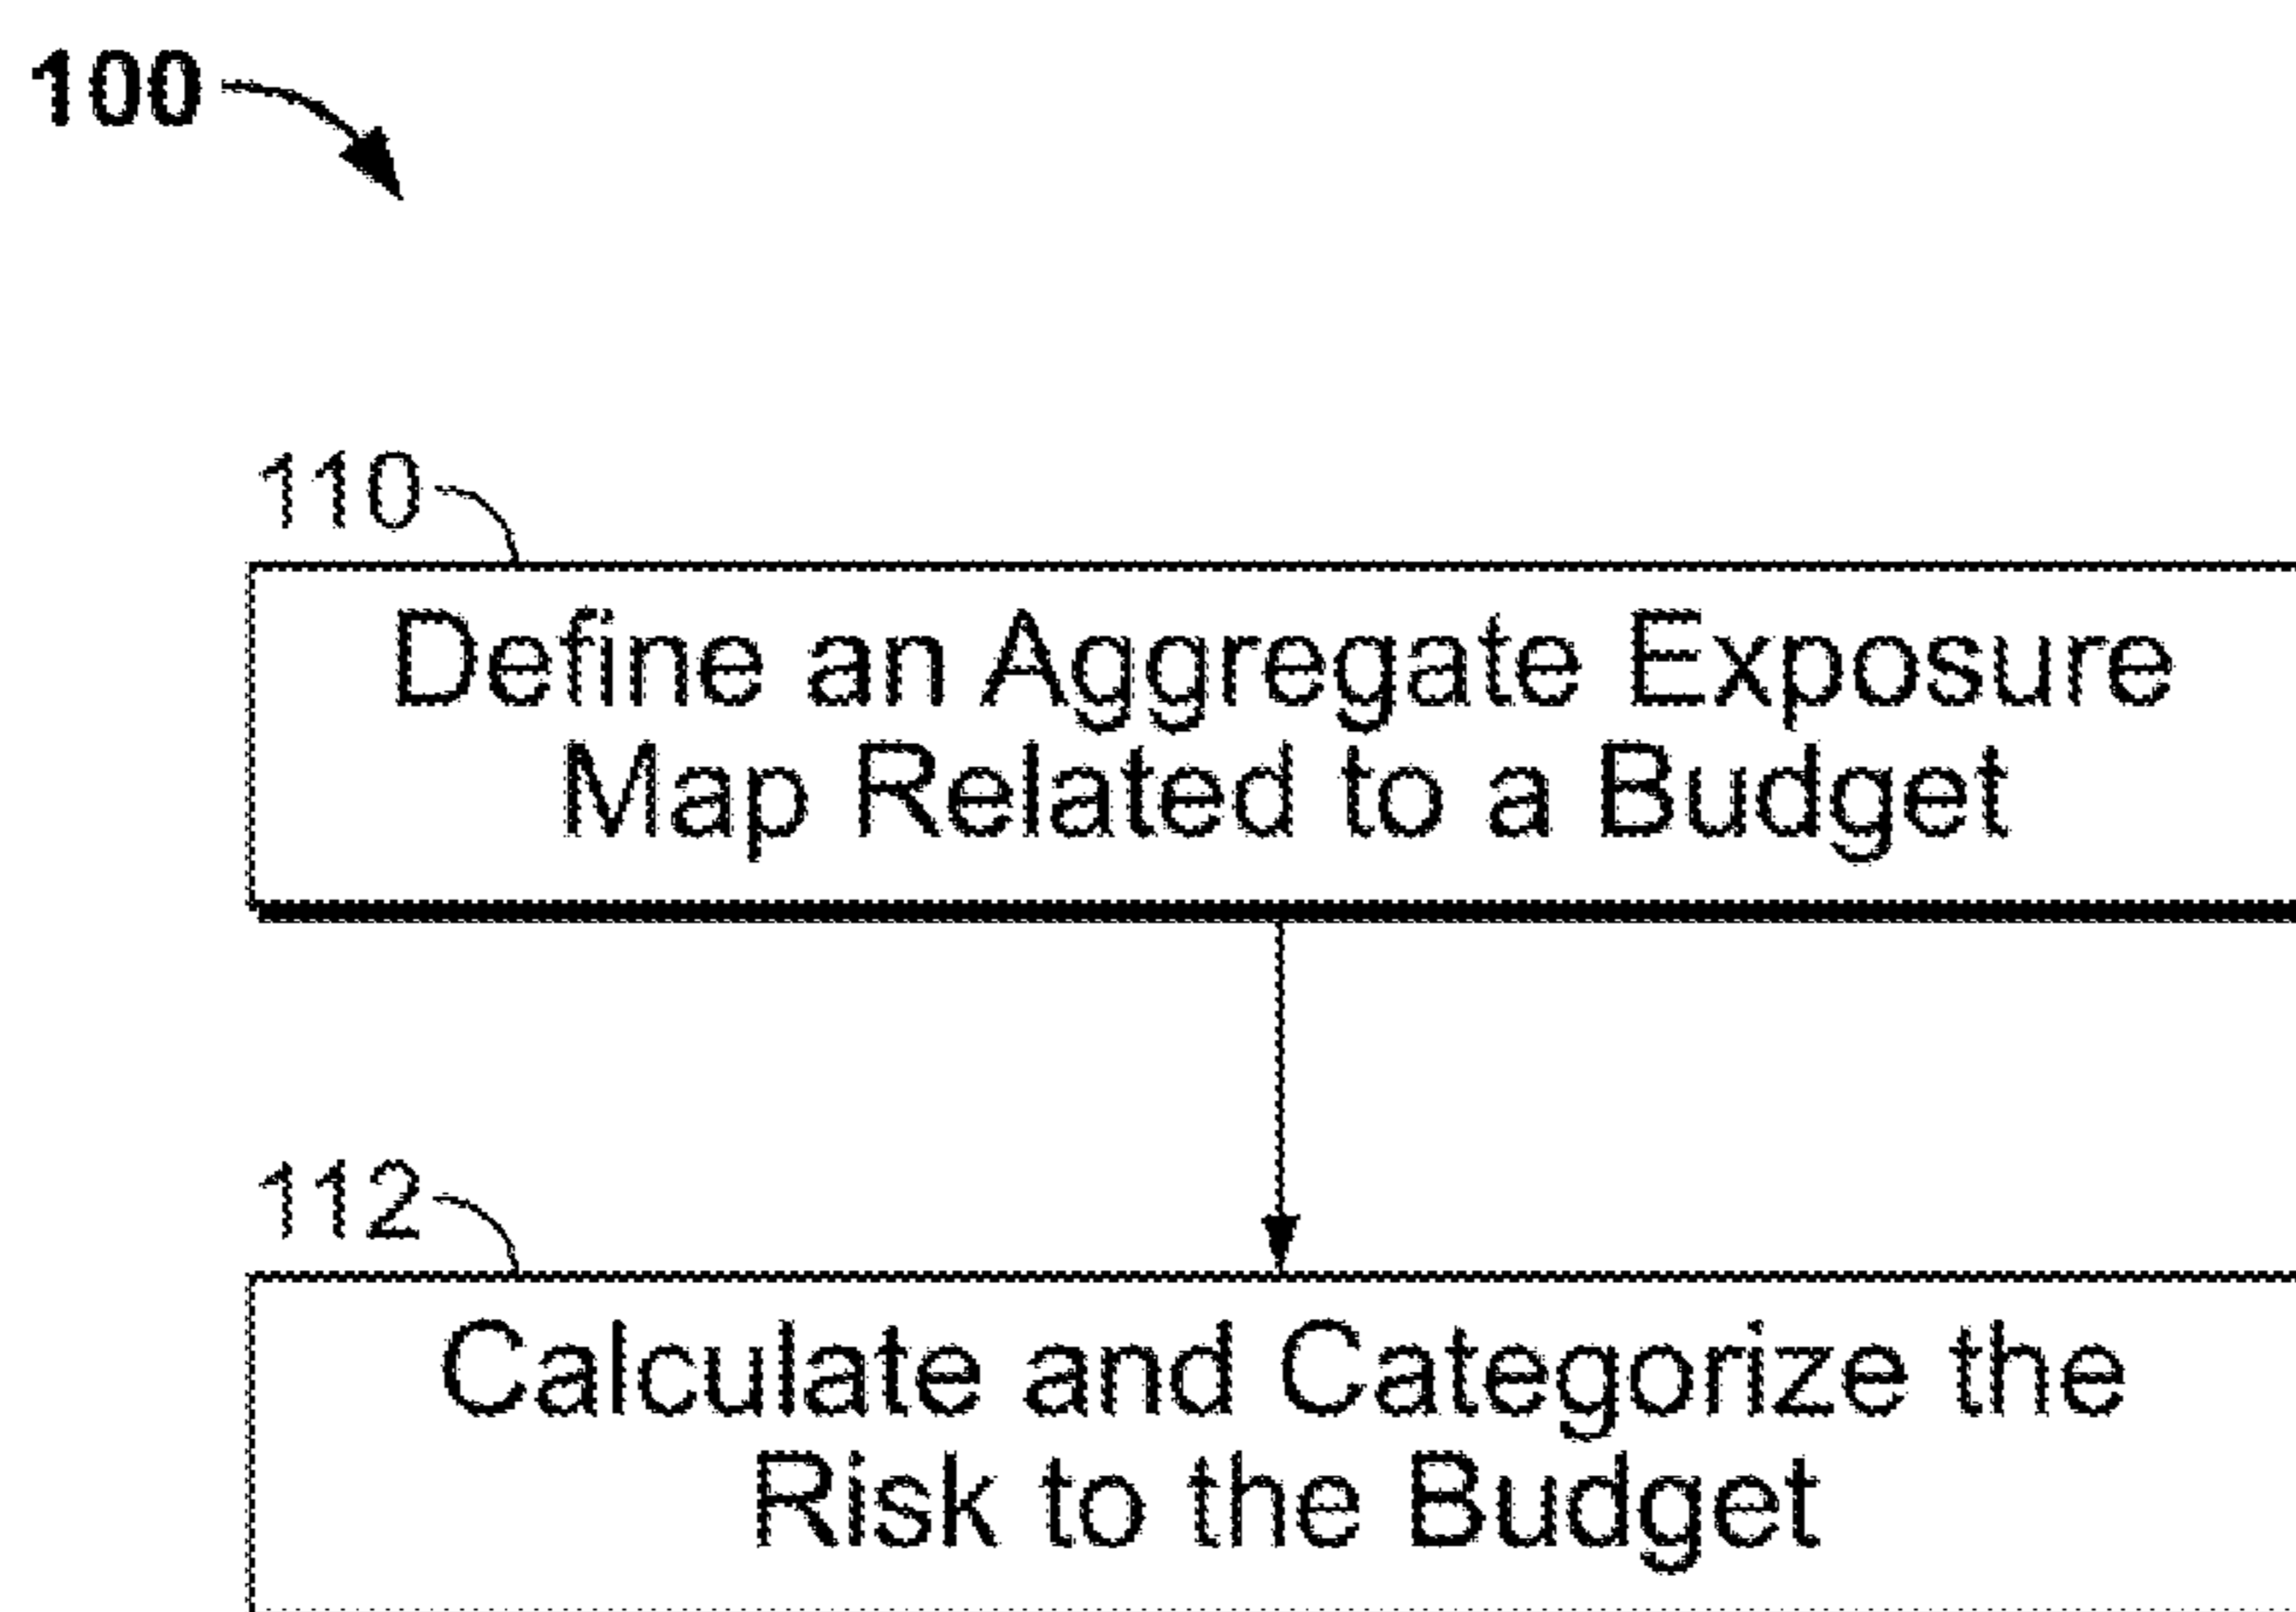 100
110
Define an Aggregate Exposure
Map Related to a Budget
112
Calculate and Categorize the
Risk to the Budget